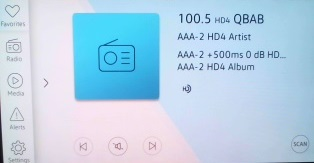 Favorites
Radio
Media
Alerts
Settings
100.5 HD4 QBAB
AAA-2 HD4 Artist
AAA-2 +500ms 0 dB HD...
AAA-2 HD4 Album
HD
SCAN